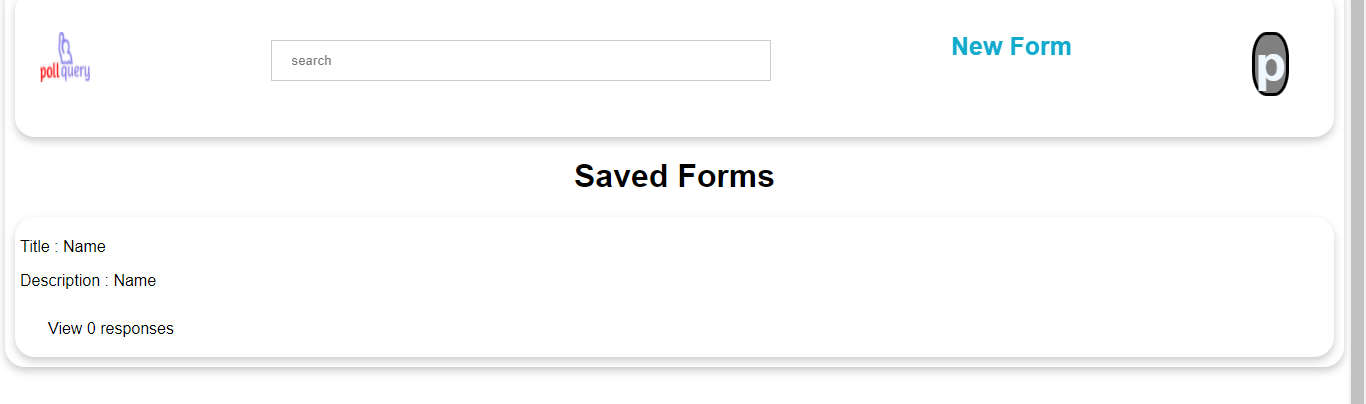 poll query
search
New Form
p
Saved Forms
Title : Name
Description : Name
View 0 responses